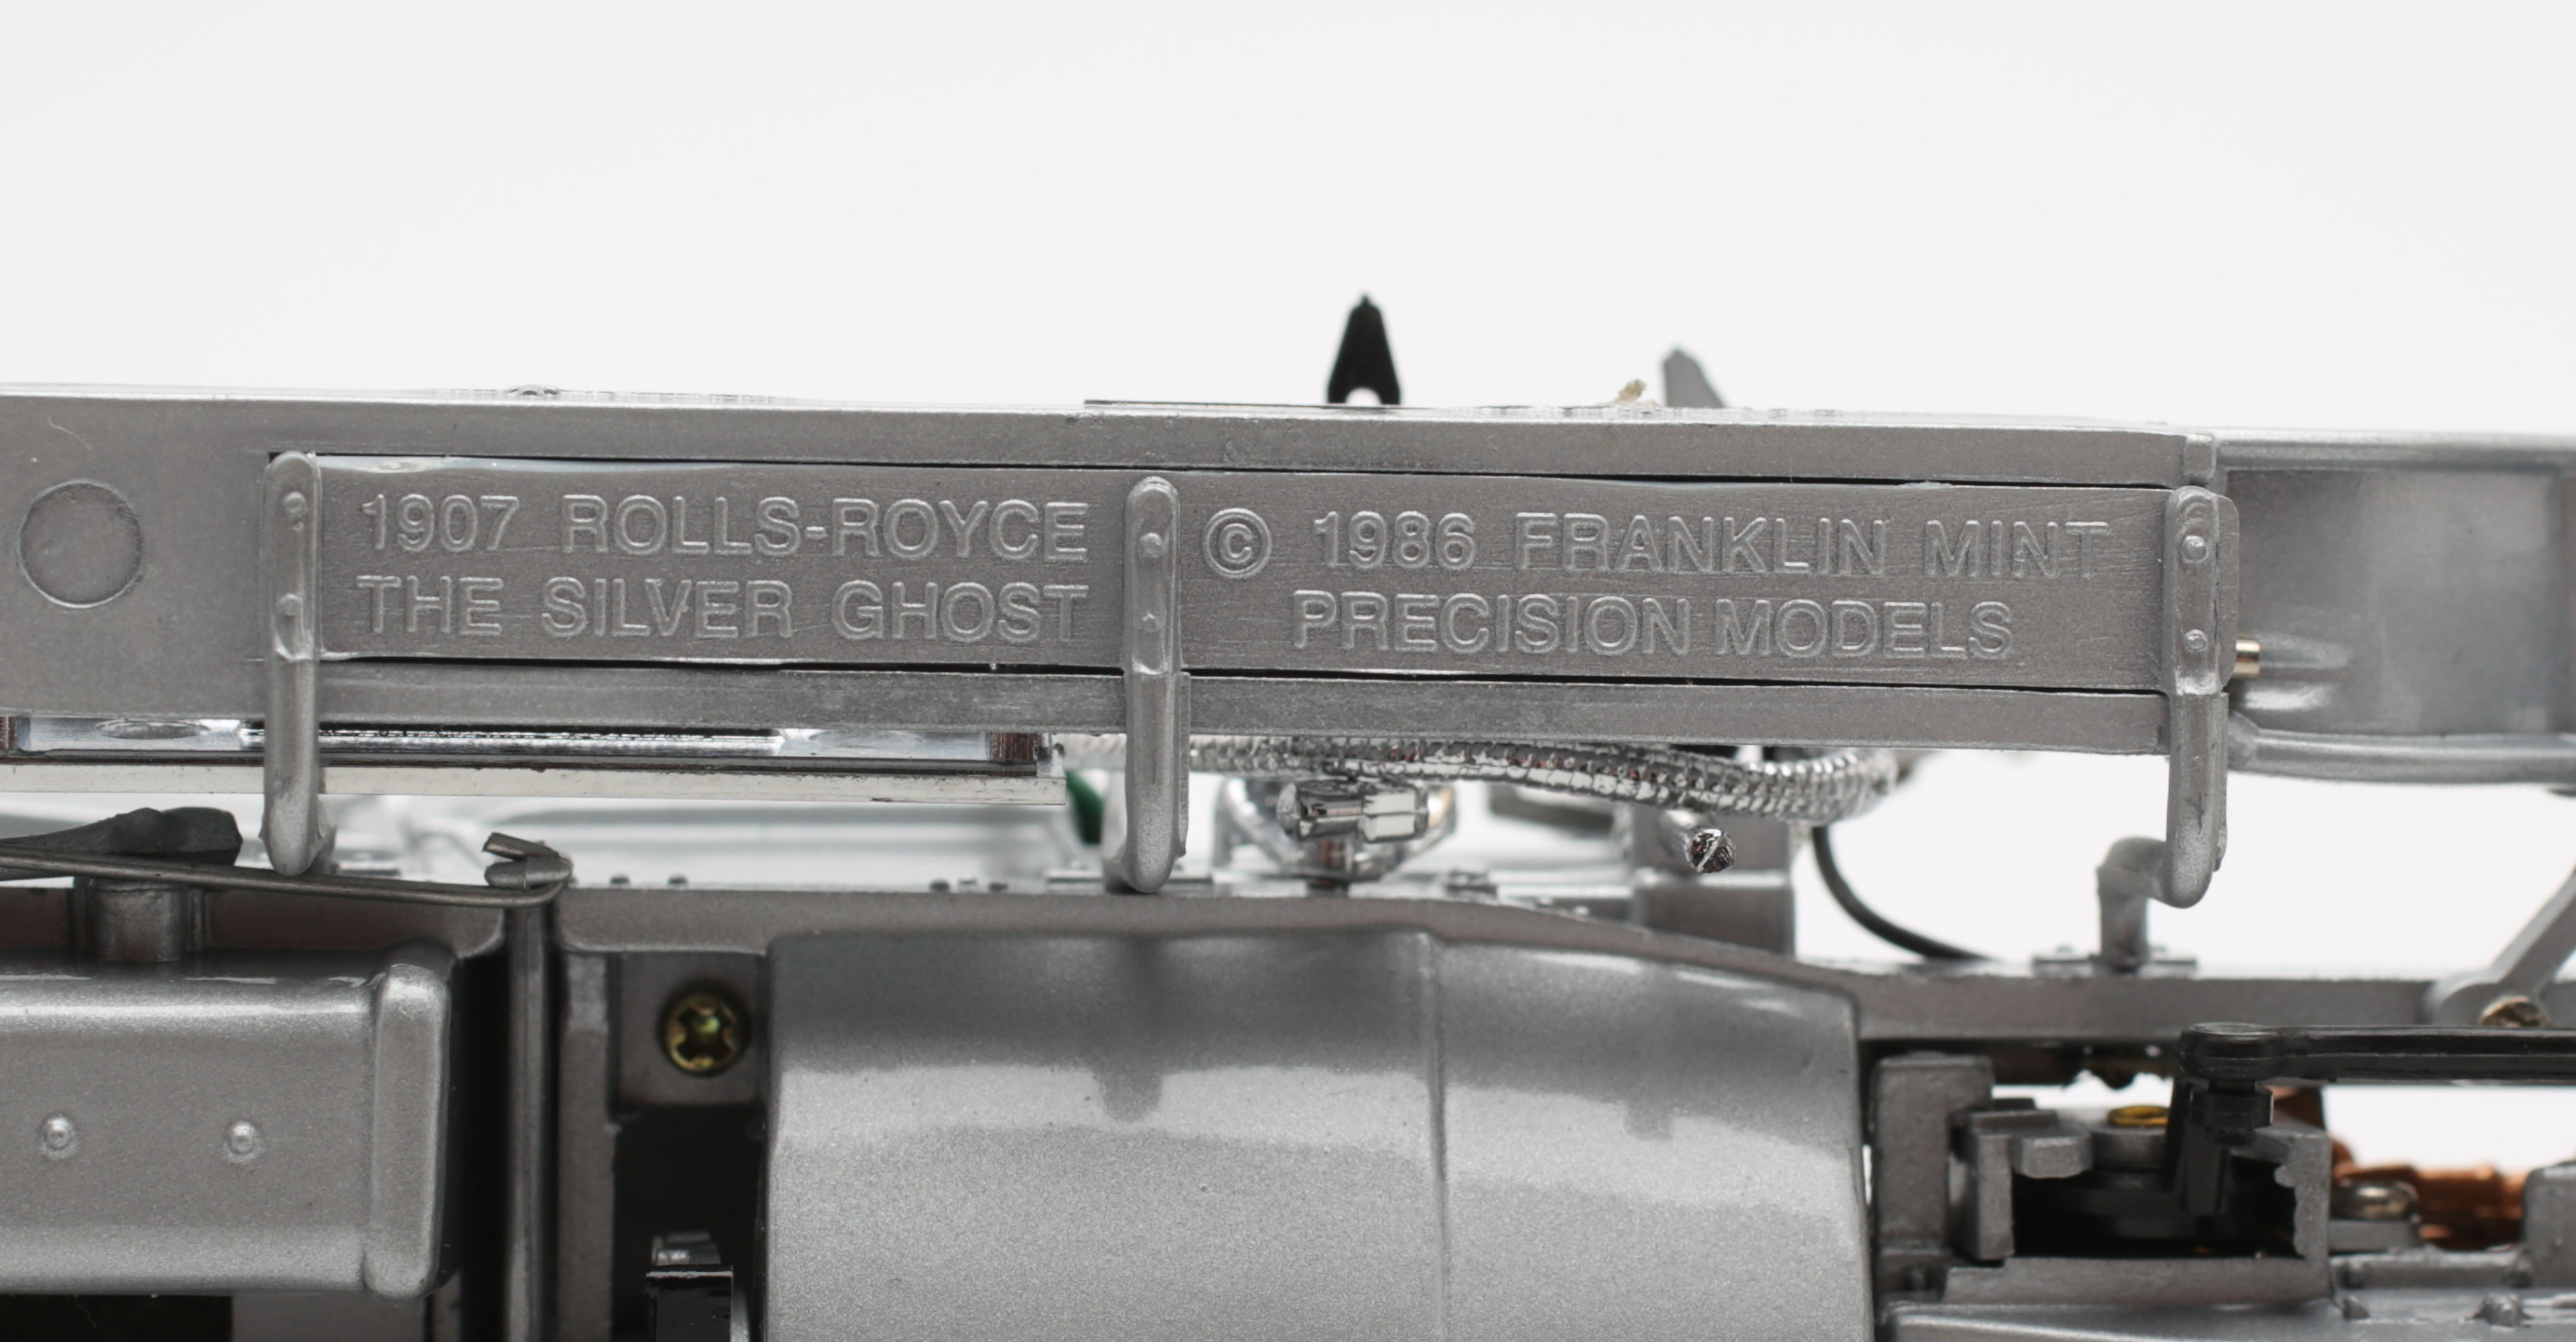 1907 ROLLS-ROYCE
THE SILVER GHOST
© 1986 FRANKLIN MINT
PRECISION MODELS